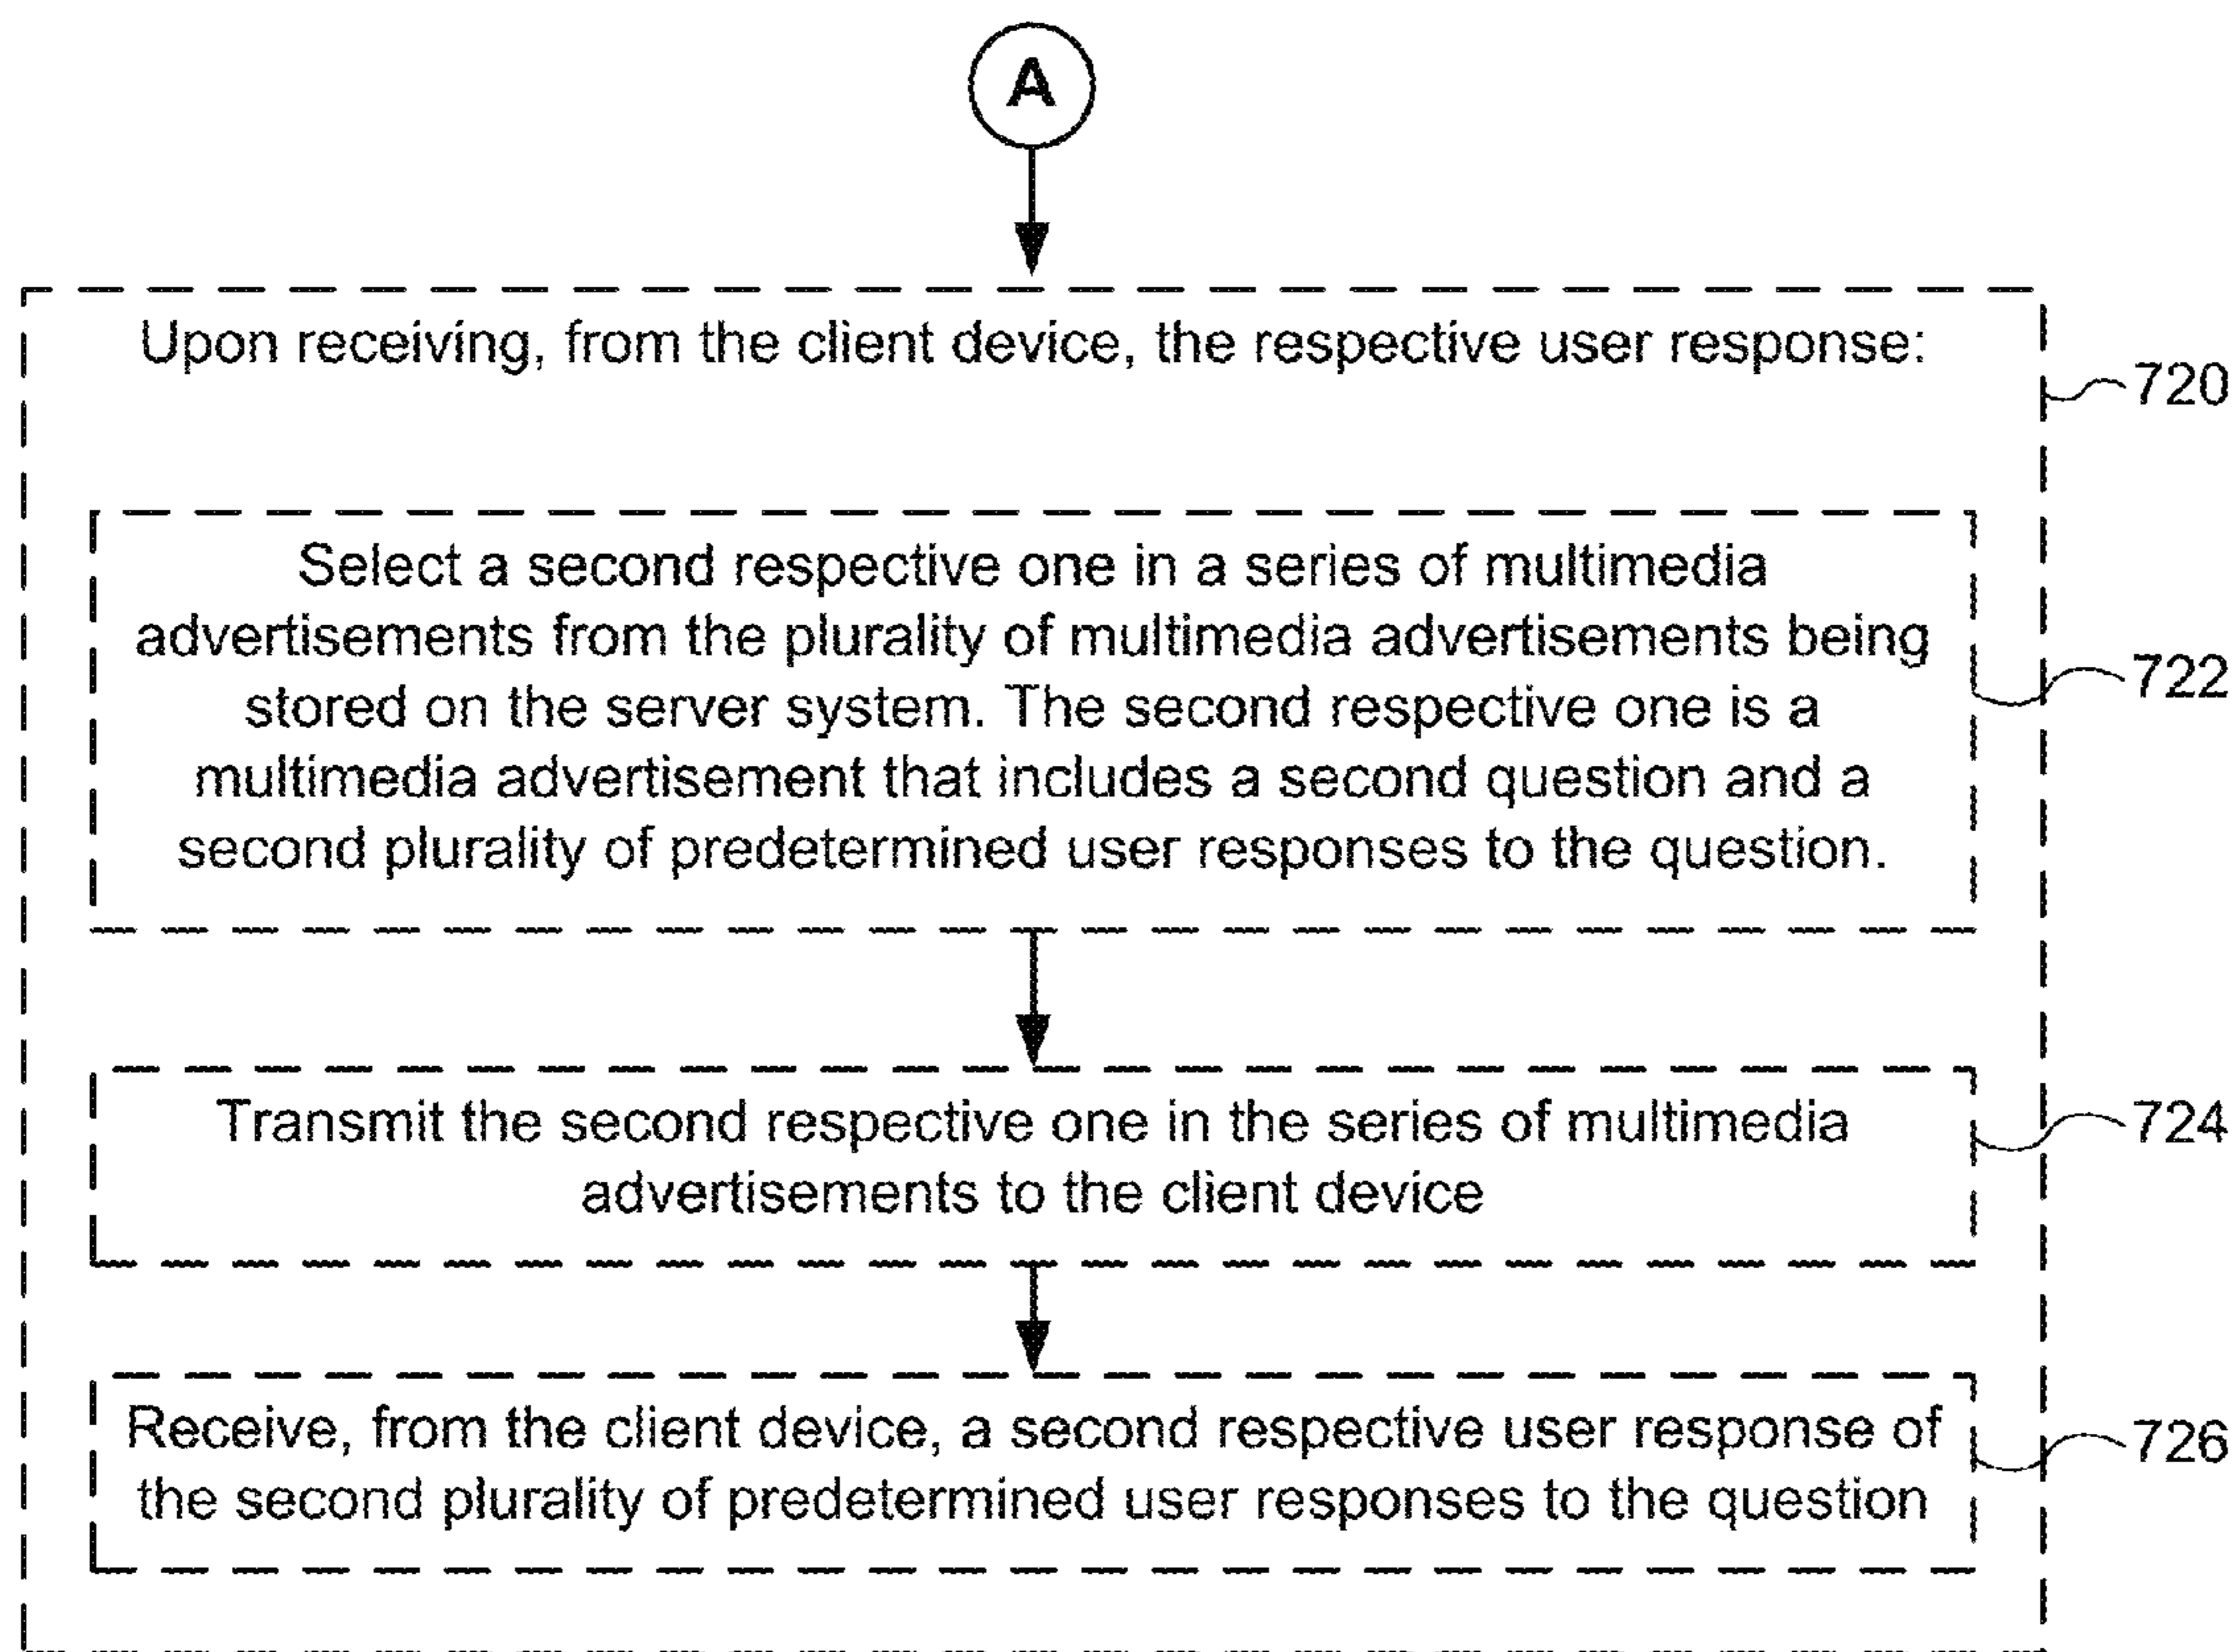 A
Upon receiving, from the client device, the respective user response:
720
Select a second respective one in a series of multimedia
advertisements from the plurality of multimedia advertisements being
stored on the server system. The second respective one is a
multimedia advertisement that includes a second question and a
second plurality of predetermined user responses to the question.
722
Transmit the second respective one in the series of multimedia
advertisements to the client device
724
Receive, from the client device, a second respective user response of
the second plurality of predetermined user responses to the question
726